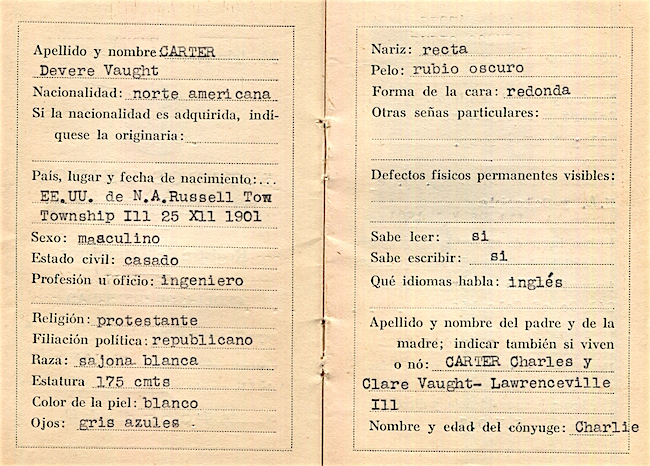 Apellido y nombre: CARTER
Devere Vaught
Nacionalidad: norte americana
Si la nacionalidad es adquirida, indí-
quese la originaria:
País, lugar y fecha de nacimiento:...
EE.UU. de N.A.Russell Tow
Township Ill 25 Xll 1901
Sexo: maaculino
Estado civil: casado
Profesión u oficio: ingeniero
Religión: protestante
Filiación política: republicano
Raza: sajona blanca
Estatura 175 cmts
Color de la piel: blanco
Ojos: gris azules
Nariz: recta
Pelo: rubio oscuro
Forma de la cara: redonda
Otras señas particulares:
Defectos físicos permanentes visibles:
Sabe leer: si
Sabe escribir: si
Qué idiomas habla: inglés
Apellido y nombre del padre y de la
madre; indicar también si viven
o nó: CARTER Charles y
Clare Vaught- Lawrenceville
Ill
Nombre y edad del cónyuge: Charlie